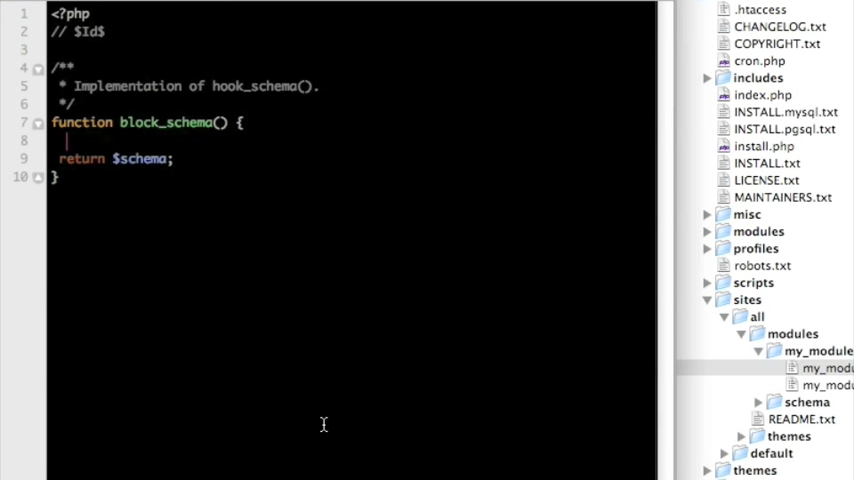 1 <?php
2 // $Id$
3
4 /**
5 * Implementation of hook_schema().
6 */
7 function block_schema() {
8
9 return $schema;
10 }
.htaccess
CHANGELOG.txt
COPYRIGHT.txt
cron.php
includes
index.php
INSTALL.mysql.txt
INSTALL.pgsql.txt
install.php
INSTALL.txt
LICENSE.txt
MAINTAINERS.txt
misc
modules
profiles
robots.txt
scripts
sites
all
modules
my_module
my_modu
my_modu
schema
README.txt
themes
default
themes